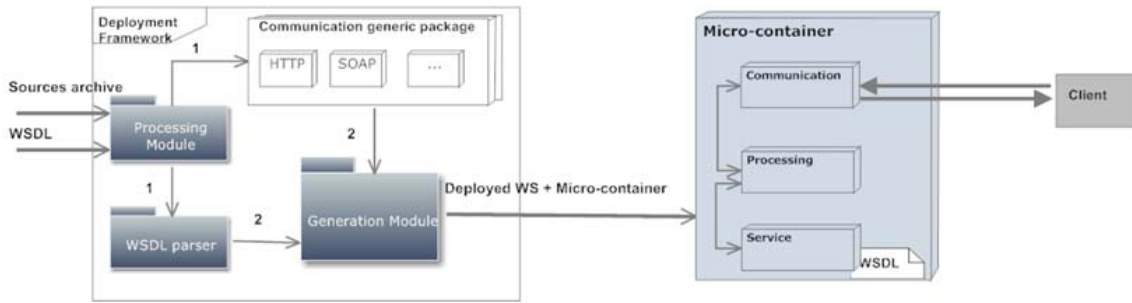 Deployment
Framework
Communication generic package
1
HTTP
SOAP
...
Sources archive
WSDL
Processing
Module
2
1
WSDL parser
2
Generation Module
Deployed WS + Micro-container
Micro-container
Communication
Processing
Service
WSDL
Client